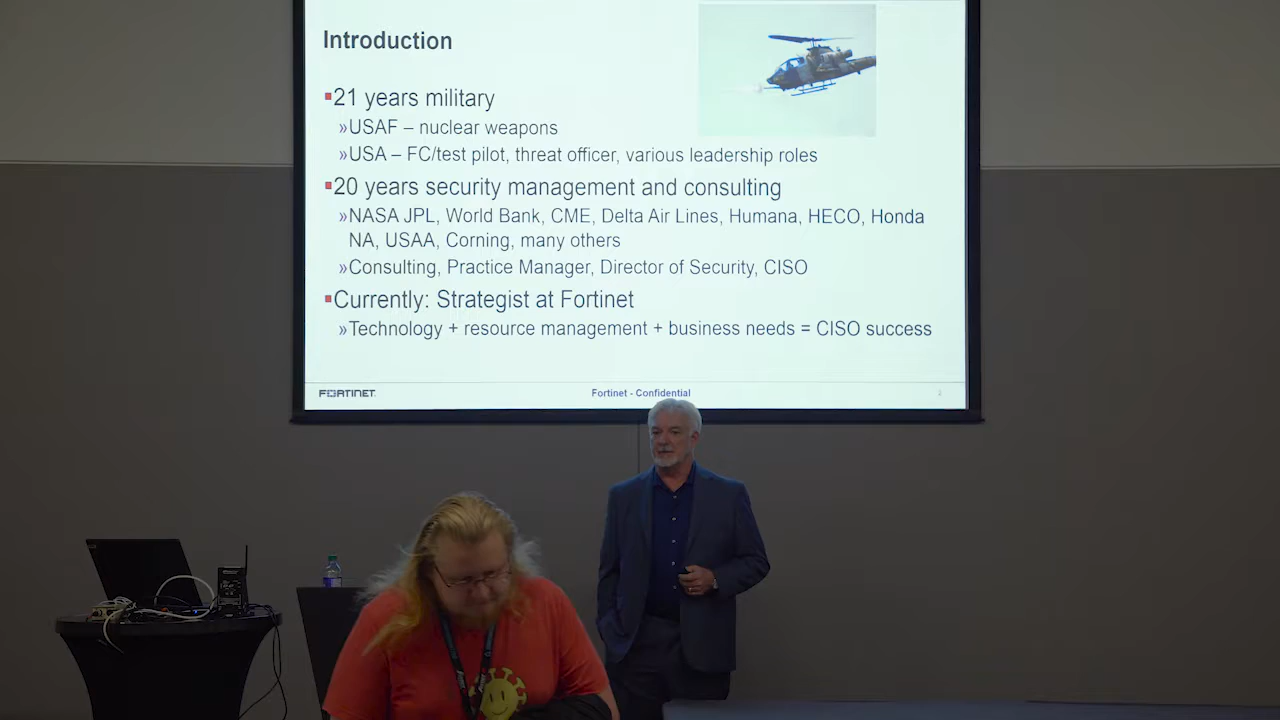 Introduction
▪21 years military
»USAF – nuclear weapons
»USA – FC/test pilot, threat officer, various leadership roles
▪20 years security management and consulting
»NASA JPL, World Bank, CME, Delta Air Lines, Humana, HECO, Honda
NA, USAA, Corning, many others
»Consulting, Practice Manager, Director of Security, CISO
▪Currently: Strategist at Fortinet
»Technology + resource management + business needs = CISO success
FORTINET
Fortinet - Confidential